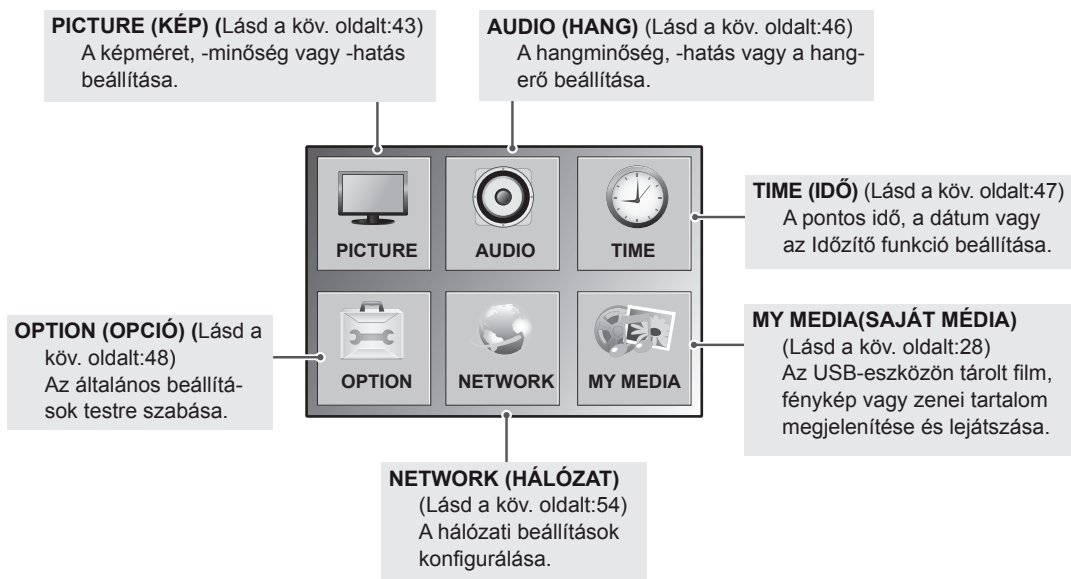 PICTURE (KÉP) (Lásd a köv. oldalt:43)
A képméret, -minőség vagy -hatás
beállítása.
AUDIO (HANG) (Lásd a köv. oldalt:46)
A hangminőség, -hatás vagy a hang-
erő beállítása.
PICTURE
AUDIO
TIME
TIME (IDŐ) (Lásd a köv. oldalt:47)
A pontos idő, a dátum vagy
az Időzítő funkció beállítása.
OPTION (OPCIÓ) (Lásd a
köv. oldalt:48)
Az általános beállítá-
sok testre szabása.
OPTION
NETWORK
MY MEDIA
MY MEDIA(SAJÁT MÉDIA)
(Lásd a köv. oldalt:28)
Az USB-eszközön tárolt film,
fénykép vagy zenei tartalom
megjelenítése és lejátszása.
NETWORK (HÁLÓZAT)
(Lásd a köv. oldalt:54)
A hálózati beállítások
konfigurálása.